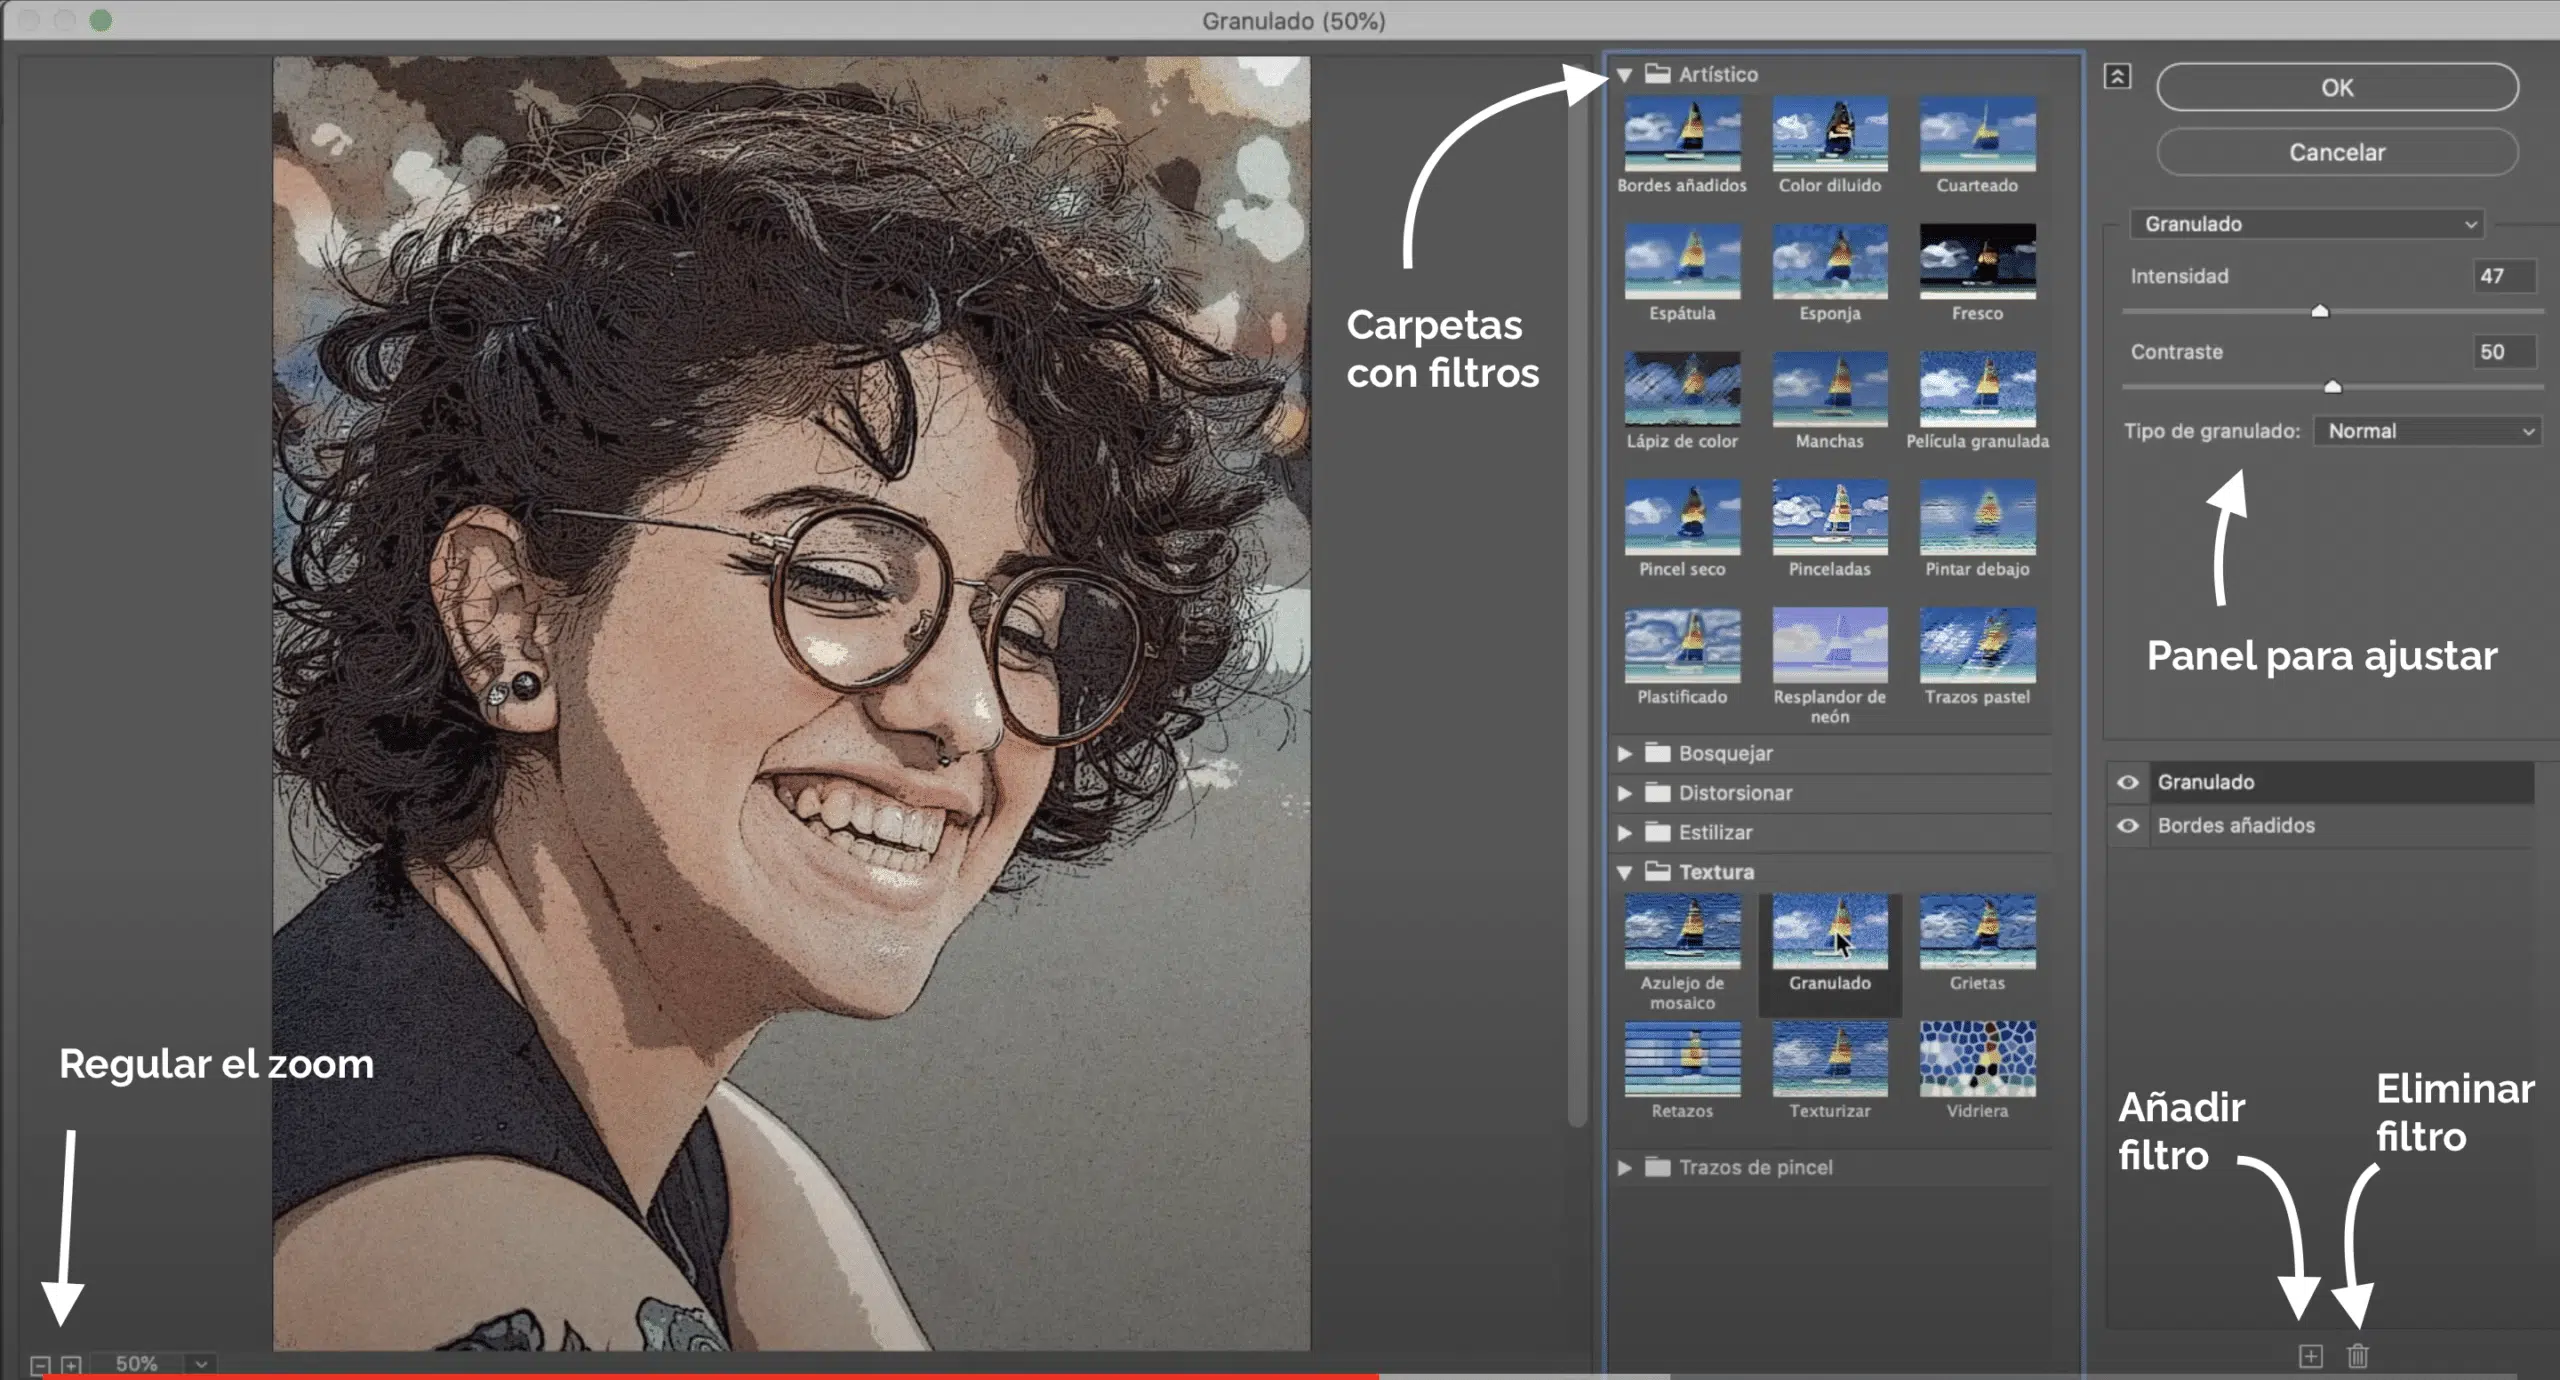 Granulado (50%)
Artístico
Bordes añadidos
Color diluido
Cuarteado
Espátula
Esponja
Fresco
Lápiz de color
Manchas
Película granulada
Pincel seco
Pinceladas
Pintar debajo
Plastificado
Resplandor de
neón
Trazos pastel
Bosquejar
Distorsionar
Estilizar
Textura
Azulejo de
mosaico
Granulado
Grietas
Retazos
Texturizar
Vidriera
Trazos de pincel
Carpetas
con filtros
OK
Cancelar
Granulado
Intensidad 47
Contraste 50
Tipo de granulado: Normal
Panel para ajustar
Granulado
Bordes añadidos
Añadir
filtro
Eliminar
filtro
Regular el zoom
50%